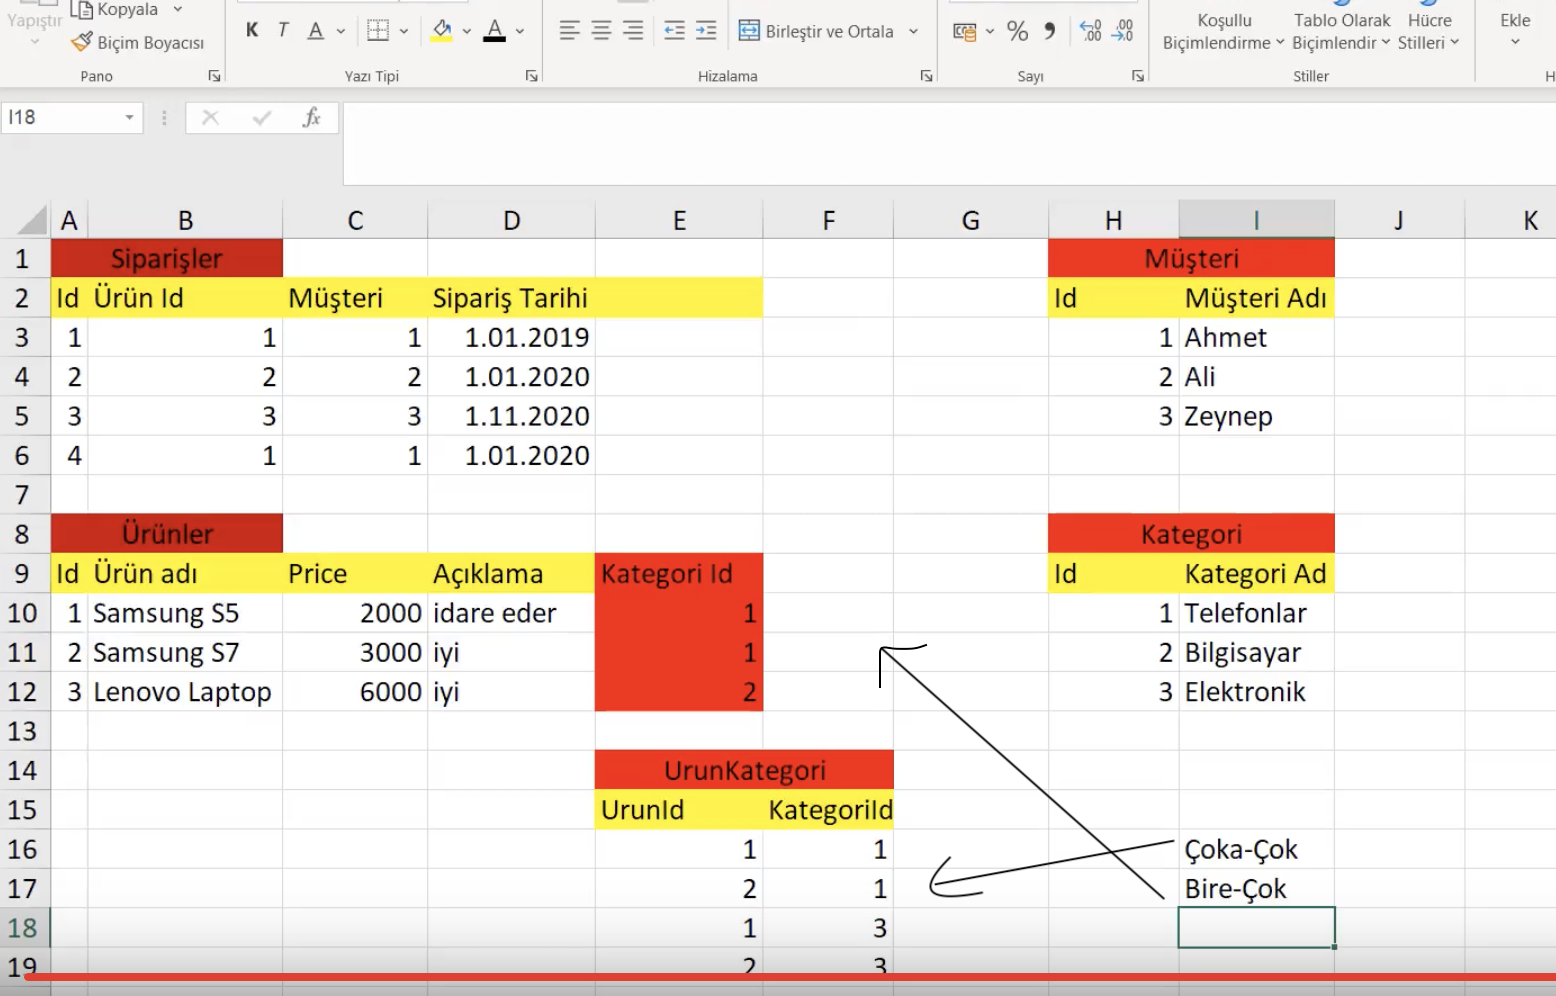 Yapıştır
Kopyala
Biçim Boyacısı
Pano
K T A A
Yazı Tipi
Birleştir ve Ortala
Hizalama
% 
Sayı
Koşullu Biçimlendirme
Tablo Olarak Biçimlendir
Hücre Stilleri
Stiller
Ekle
H
I18
fx
A B C D E F G H I J K
1 Siparişler Müşteri
2 Id Ürün Id Müşteri Sipariş Tarihi Id Müşteri Adı
3 1 1 1 1.01.2019 1 Ahmet
4 2 2 2 1.01.2020 2 Ali
5 3 3 3 1.11.2020 3 Zeynep
6 4 1 1 1.01.2020
7
8 Ürünler Kategori
9 Id Ürün adı Price Açıklama Kategori Id Id Kategori Ad
10 1 Samsung S5 2000 idare eder 1 1 Telefonlar
11 2 Samsung S7 3000 iyi 1 2 Bilgisayar
12 3 Lenovo Laptop 6000 iyi 2 3 Elektronik
13
14 UrunKategori
15 UrunId KategoriId
16 1 1 Çoka-Çok
17 2 1 Bire-Çok
18 1 3
19 2 3